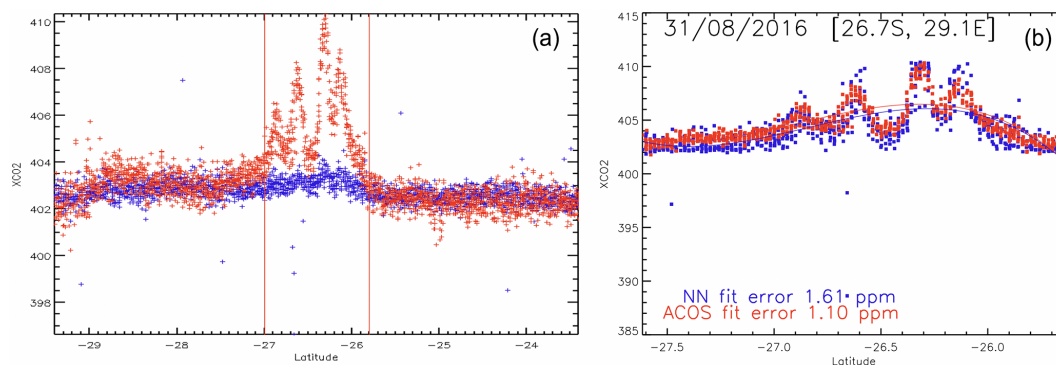 (a)
XCO2
410
408
406
404
402
400
398
-29
-28
-27
-26
-25
-24
Latitude
31/08/2016 [26.7S, 29.1E]
(b)
XCO2
415
410
405
400
395
390
385
NN fit error 1.61 ppm
ACOS fit error 1.10 ppm
-27.5
-27.0
-26.5
-26.0
Latitude